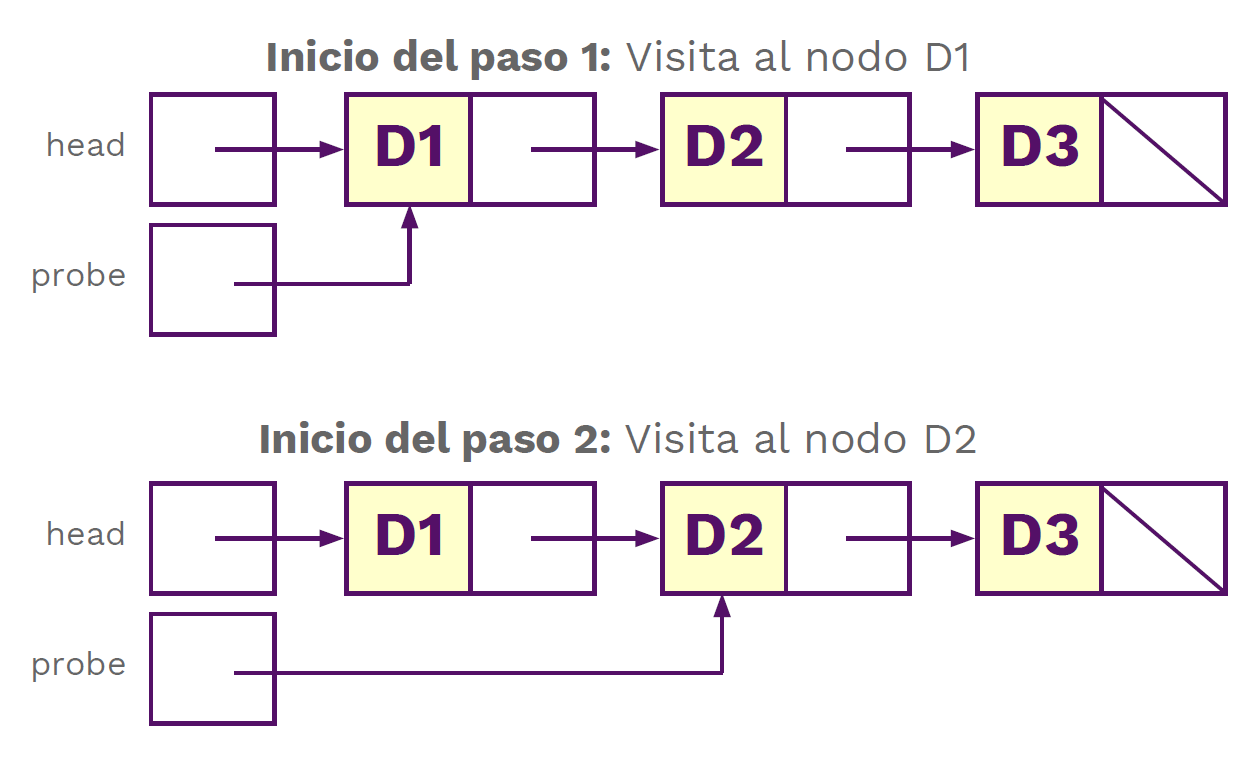 Inicio del paso 1: Visita al nodo D1
head D1 D2 D3
probe
Inicio del paso 2: Visita al nodo D2
head D1 D2 D3
probe